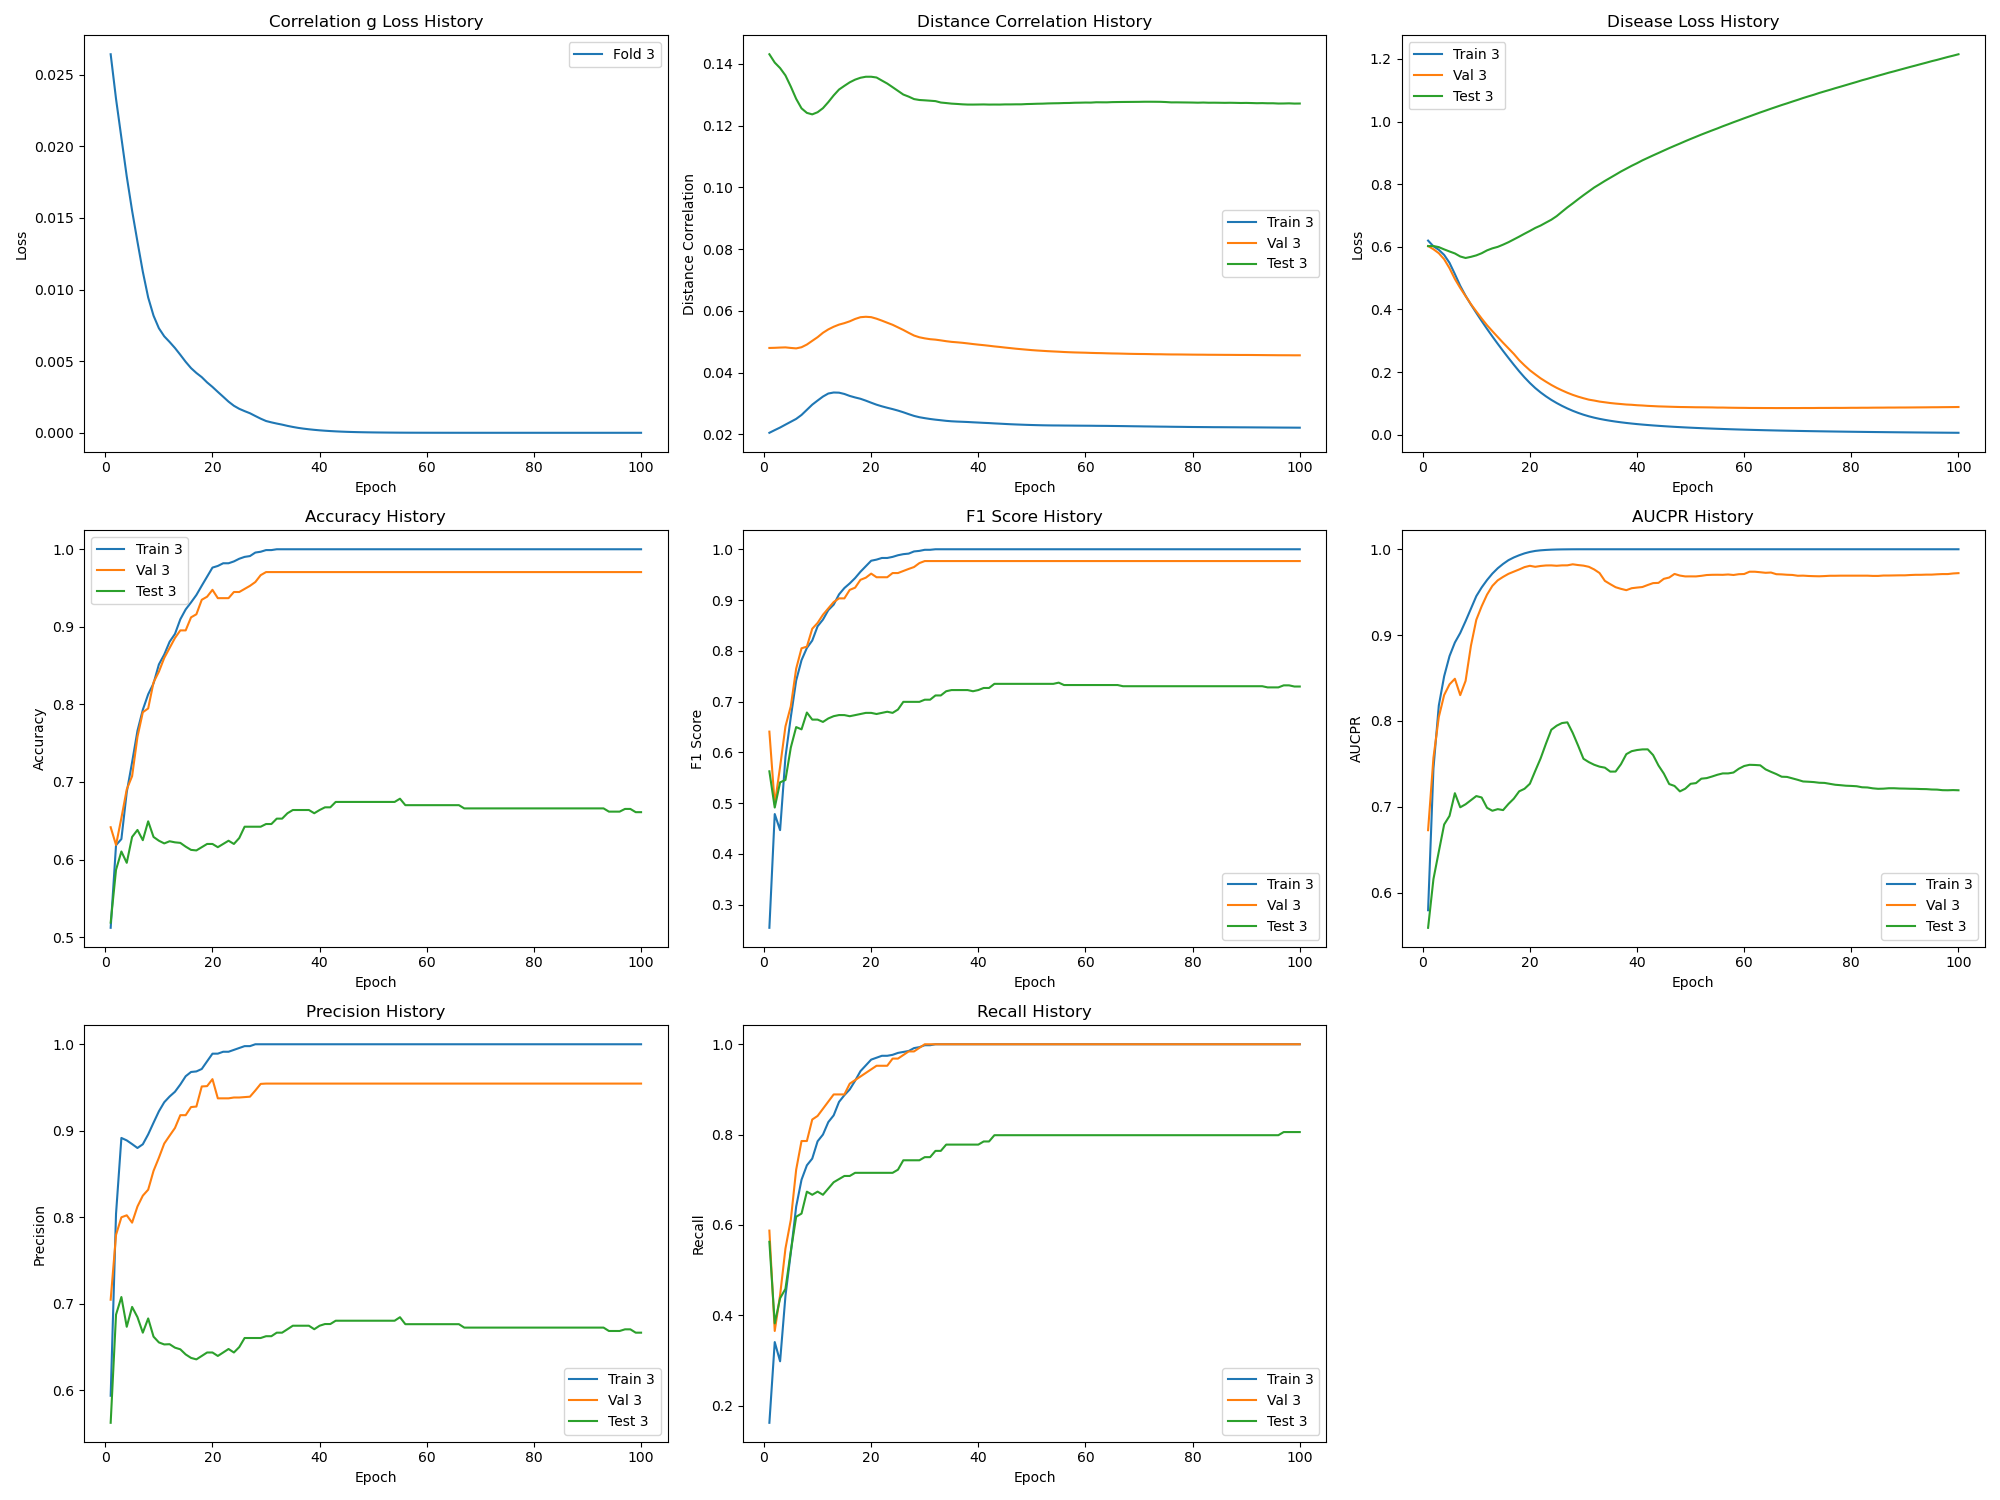 Correlation g Loss History
Fold 3
0.025
0.020
0.015
0.010
0.005
0.000
Loss
0 20 40 60 80 100
Epoch
Distance Correlation History
0.14
0.12
0.10
0.08
0.06
0.04
0.02
Distance Correlation
Train 3
Val 3
Test 3
0 20 40 60 80 100
Epoch
Disease Loss History
Train 3
Val 3
Test 3
1.2
1.0
0.8
0.6
0.4
0.2
0.0
Loss
0 20 40 60 80 100
Epoch
Accuracy History
Train 3
Val 3
Test 3
1.0
0.9
0.8
0.7
0.6
0.5
Accuracy
0 20 40 60 80 100
Epoch
F1 Score History
1.0
0.9
0.8
0.7
0.6
0.5
0.4
0.3
F1 Score
Train 3
Val 3
Test 3
0 20 40 60 80 100
Epoch
AUCPR History
1.0
0.9
0.8
0.7
0.6
AUCPR
Train 3
Val 3
Test 3
0 20 40 60 80 100
Epoch
Precision History
1.0
0.9
0.8
0.7
0.6
Precision
Train 3
Val 3
Test 3
0 20 40 60 80 100
Epoch
Recall History
1.0
0.8
0.6
0.4
0.2
Recall
Train 3
Val 3
Test 3
0 20 40 60 80 100
Epoch